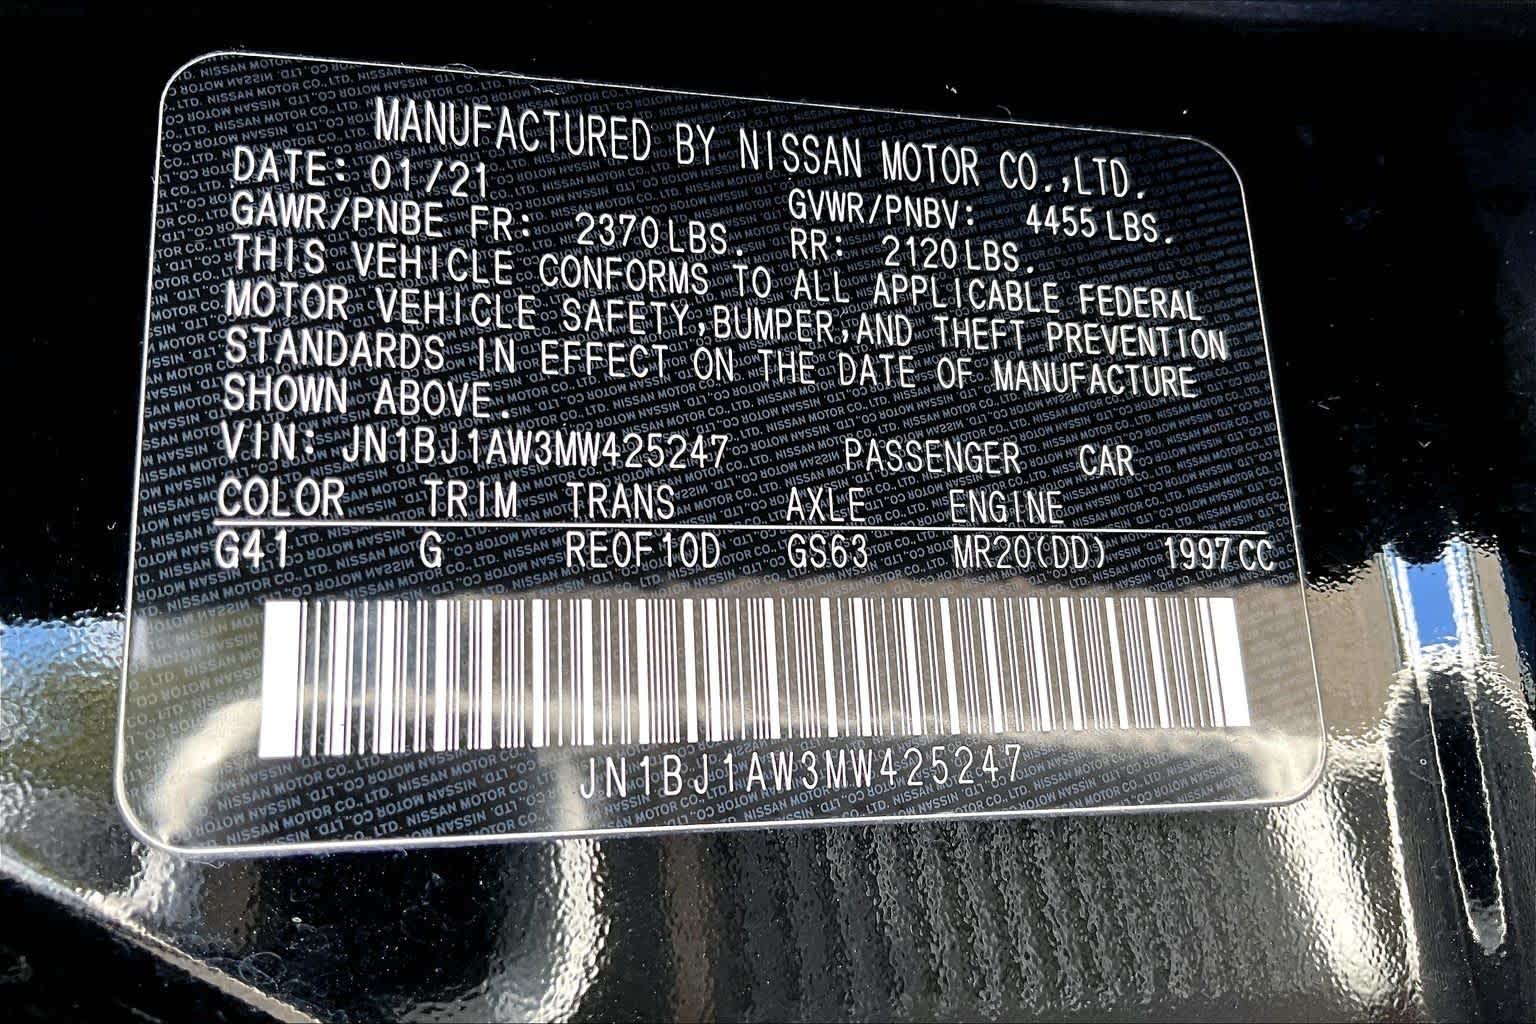 MANUFACTURED BY NISSAN MOTOR CO.,LTD.
DATE: 01/21 GVWR/PNBV: 4455 LBS.
GAWR/PNBE FR: 2370 LBS. RR: 2120 LBS.
THIS VEHICLE CONFORMS TO ALL APPLICABLE FEDERAL
MOTOR VEHICLE SAFETY,BUMPER,AND THEFT PREVENTION
STANDARDS IN EFFECT ON THE DATE OF MANUFACTURE
SHOWN ABOVE.
VIN: JN1BJ1AW3MW425247 PASSENGER CAR
COLOR TRIM TRANS AXLE ENGINE
G41 G RE0F10D GS63 MR20(DD) 1997 CC
JN1BJ1AW3MW425247